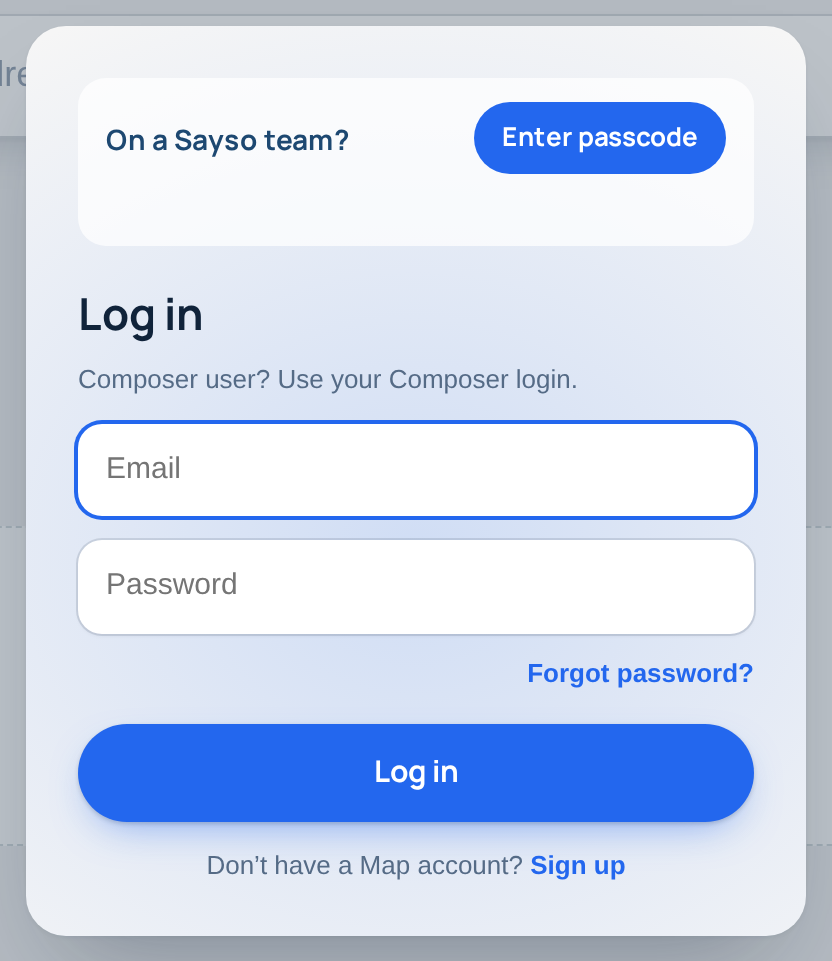 On a Sayso team?
Enter passcode
Log in
Composer user? Use your Composer login.
Email
Password
Forgot password?
Log in
Don’t have a Map account? Sign up